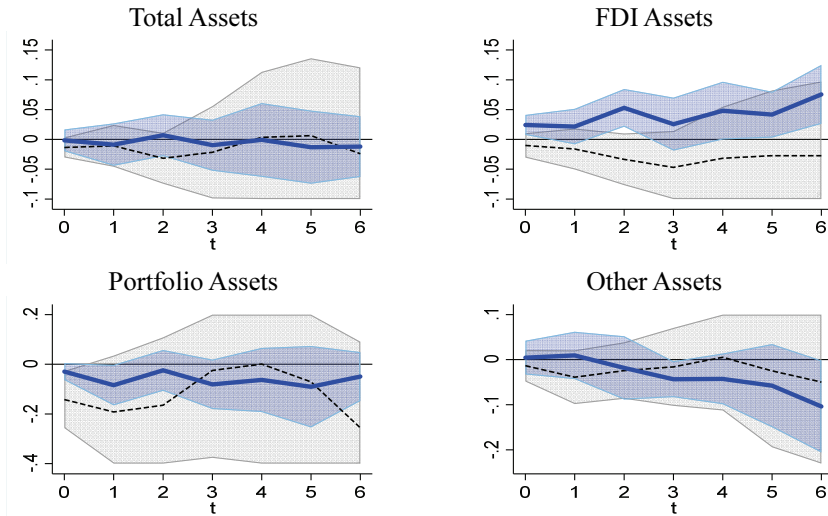 Total Assets
FDI Assets
.15
.1
.05
0
-.05
-.1
0 1 2 3 4 5 6
t
.15
.1
.05
0
-.05
-.1
0 1 2 3 4 5 6
t
Portfolio Assets
Other Assets
.2
0
-.2
-.4
0 1 2 3 4 5 6
t
.1
0
-.1
-.2
0 1 2 3 4 5 6
t